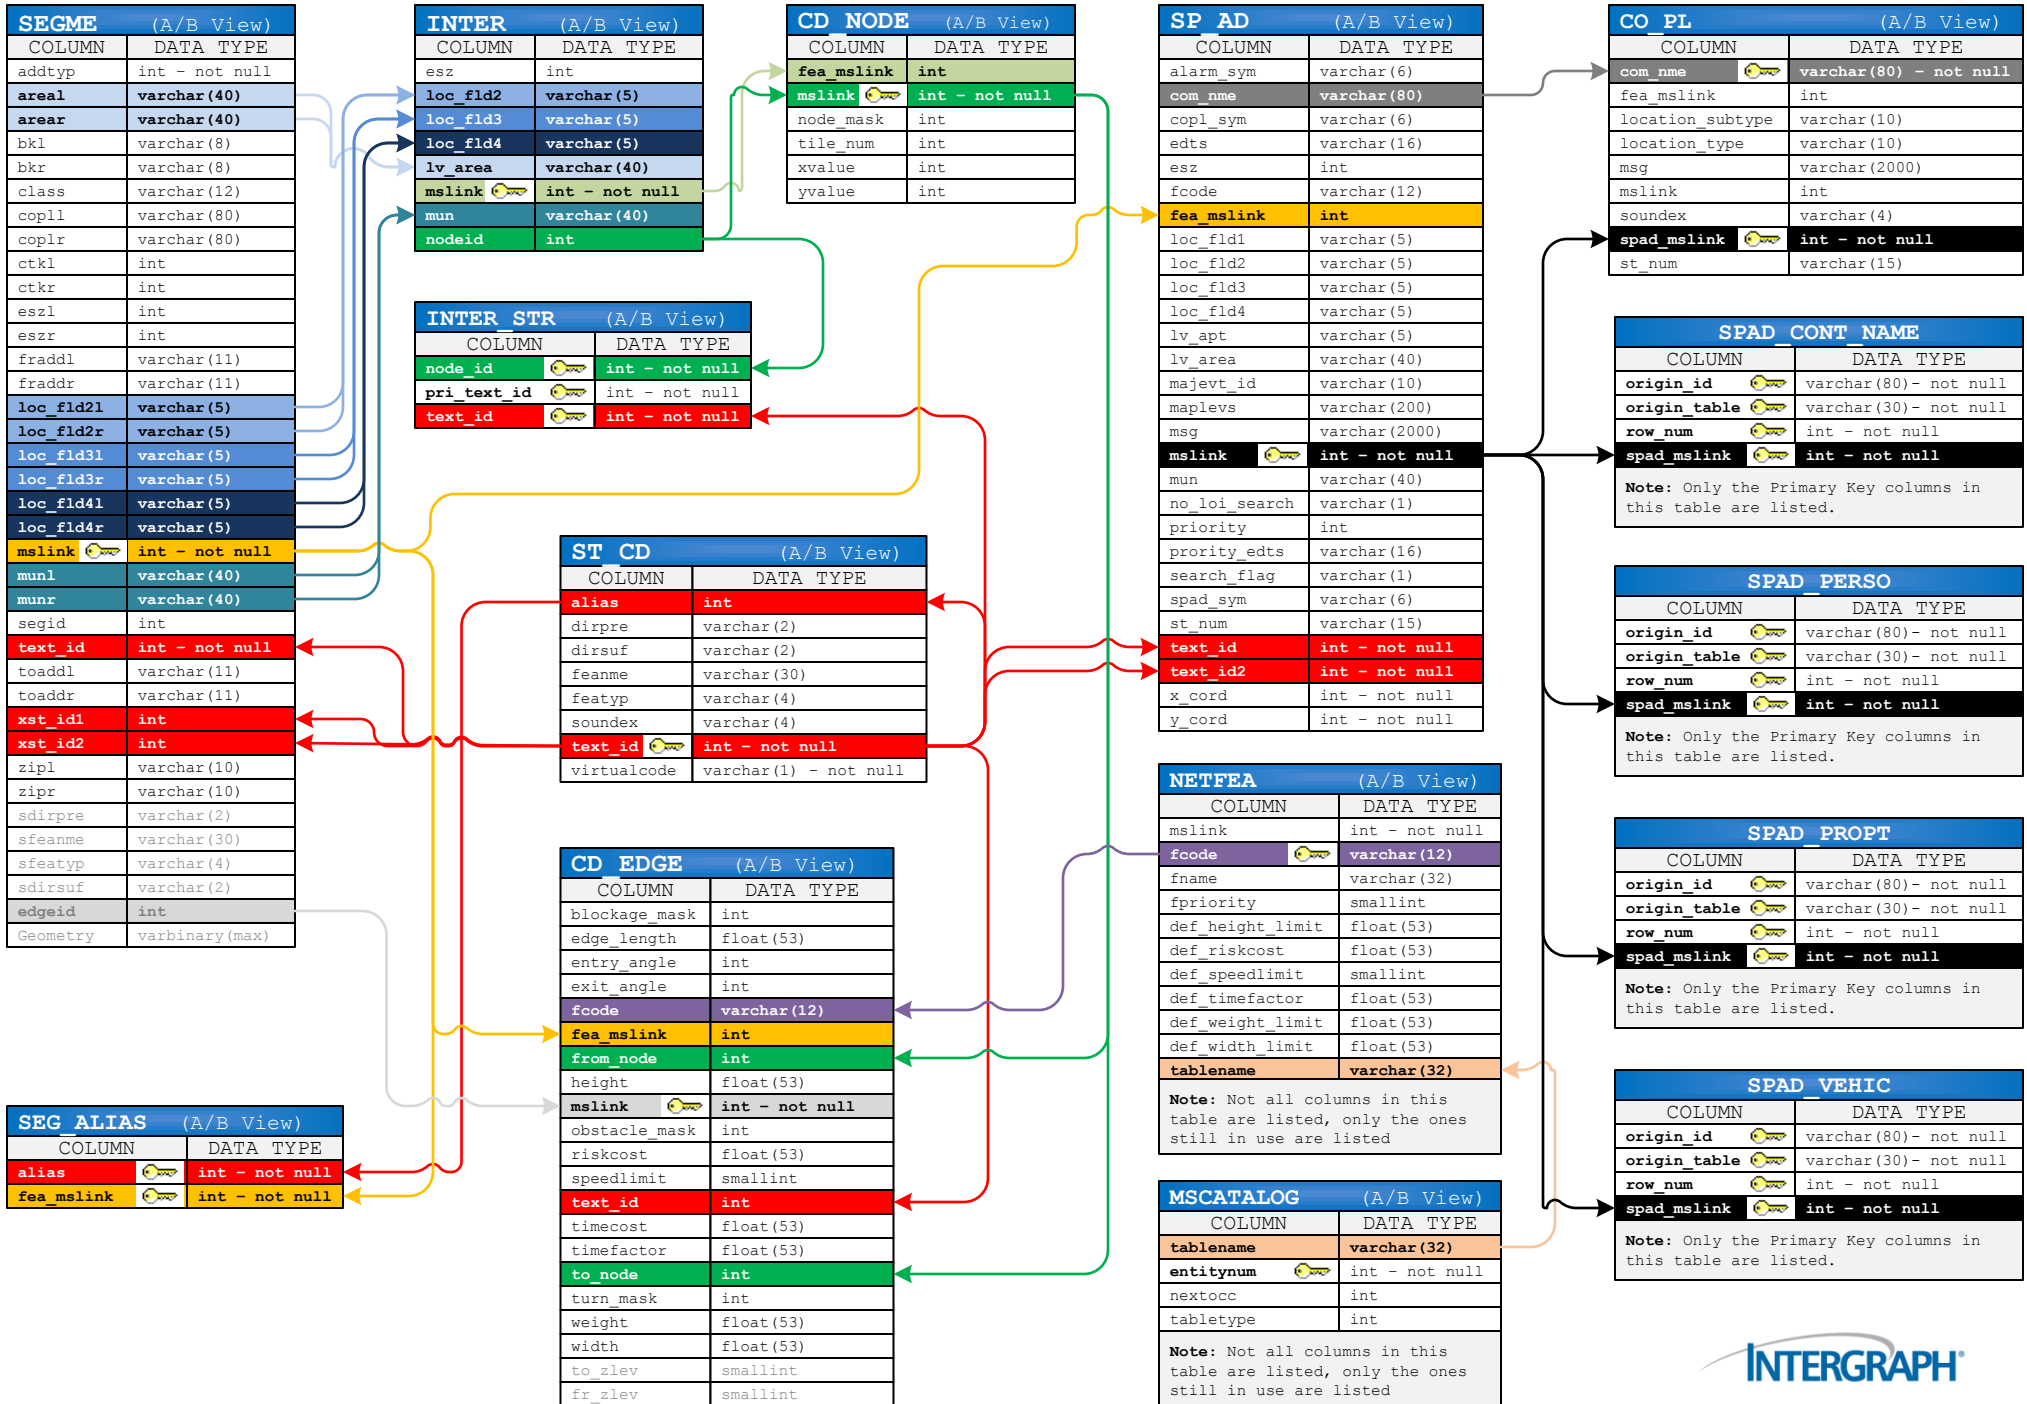 SEGME (A/B View)
COLUMN DATA TYPE
addtyp int - not null
areal varchar(40)
arear varchar(40)
bkl varchar(8)
bkr varchar(8)
class varchar(12)
copll varchar(80)
coplr varchar(80)
ctkl int
ctkr int
eszl int
eszr int
fraddl varchar(11)
fraddr varchar(11)
loc_fld2l varchar(5)
loc_fld2r varchar(5)
loc_fld3l varchar(5)
loc_fld3r varchar(5)
loc_fld4l varchar(5)
loc_fld4r varchar(5)
mslink int - not null
munl varchar(40)
munr varchar(40)
segid int
text_id int - not null
toaddl varchar(11)
toaddr varchar(11)
xst_id1 int
xst_id2 int
zipl varchar(10)
zipr varchar(10)
sdirpre varchar(2)
sfeanme varchar(30)
sfeatyp varchar(4)
sdirsuf varchar(2)
edgeid int
Geometry varbinary(max)
SEG_ALIAS (A/B View)
COLUMN DATA TYPE
alias int - not null
fea_mslink int - not null
INTER (A/B View)
COLUMN DATA TYPE
esz int
loc_fld2 varchar(5)
loc_fld3 varchar(5)
loc_fld4 varchar(5)
lv_area varchar(40)
mslink int - not null
mun varchar(40)
nodeid int
INTER_STR (A/B View)
COLUMN DATA TYPE
node_id int - not null
pri_text_id int - not null
text_id int - not null
CD_NODE (A/B View)
COLUMN DATA TYPE
fea_mslink int
mslink int - not null
node_mask int
tile_num int
xvalue int
yvalue int
ST_CD (A/B View)
COLUMN DATA TYPE
alias int
dirpre varchar(2)
dirsuf varchar(2)
feanme varchar(30)
featyp varchar(4)
soundex varchar(4)
text_id int - not null
virtualcode varchar(1) - not null
CD_EDGE (A/B View)
COLUMN DATA TYPE
blockage_mask int
edge_length float(53)
entry_angle int
exit_angle int
fcode varchar(12)
fea_mslink int
from_node int
height float(53)
mslink int - not null
obstacle_mask int
riskcost float(53)
speedlimit smallint
text_id int
timecost float(53)
timefactor float(53)
to_node int
turn_mask int
weight float(53)
width float(53)
to_zlev smallint
fr_zlev smallint
SP_AD (A/B View)
COLUMN DATA TYPE
alarm_sym varchar(6)
com_nme varchar(80)
copl_sym varchar(6)
edts varchar(16)
esz int
fcode varchar(12)
fea_mslink int
loc_fld1 varchar(5)
loc_fld2 varchar(5)
loc_fld3 varchar(5)
loc_fld4 varchar(5)
lv_apt varchar(5)
lv_area varchar(40)
majevt_id varchar(10)
maplevs varchar(200)
msg varchar(2000)
mslink int - not null
mun varchar(40)
no_loi_search varchar(1)
priority int
prority_edts varchar(16)
search_flag varchar(1)
spad_sym varchar(6)
st_num varchar(15)
text_id int - not null
text_id2 int - not null
x_cord int - not null
y_cord int - not null
NETFEA (A/B View)
COLUMN DATA TYPE
mslink int - not null
fcode varchar(12)
fname varchar(32)
fpriority smallint
def_height_limit float(53)
def_riskcost float(53)
def_speedlimit smallint
def_timefactor float(53)
def_weight_limit float(53)
def_width_limit float(53)
tablename varchar(32)
Note: Not all columns in this
table are listed, only the ones
still in use are listed
MSCATALOG (A/B View)
COLUMN DATA TYPE
tablename varchar(32)
entitynum int - not null
nextocc int
tabletype int
Note: Not all columns in this
table are listed, only the ones
still in use are listed
CO_PL (A/B View)
COLUMN DATA TYPE
com_nme varchar(80) - not null
fea_mslink int
location_subtype varchar(10)
location_type varchar(10)
msg varchar(2000)
mslink int
soundex varchar(4)
spad_mslink int - not null
st_num varchar(15)
SPAD_CONT_NAME
COLUMN DATA TYPE
origin_id varchar(80)- not null
origin_table varchar(30)- not null
row_num int - not null
spad_mslink int - not null
Note: Only the Primary Key columns in
this table are listed.
SPAD_PERSO
COLUMN DATA TYPE
origin_id varchar(80)- not null
origin_table varchar(30)- not null
row_num int - not null
spad_mslink int - not null
Note: Only the Primary Key columns in
this table are listed.
SPAD_PROPT
COLUMN DATA TYPE
origin_id varchar(80)- not null
origin_table varchar(30)- not null
row_num int - not null
spad_mslink int - not null
Note: Only the Primary Key columns in
this table are listed.
SPAD_VEHIC
COLUMN DATA TYPE
origin_id varchar(80)- not null
origin_table varchar(30)- not null
row_num int - not null
spad_mslink int - not null
Note: Only the Primary Key columns in
this table are listed.
INTERGRAPH®